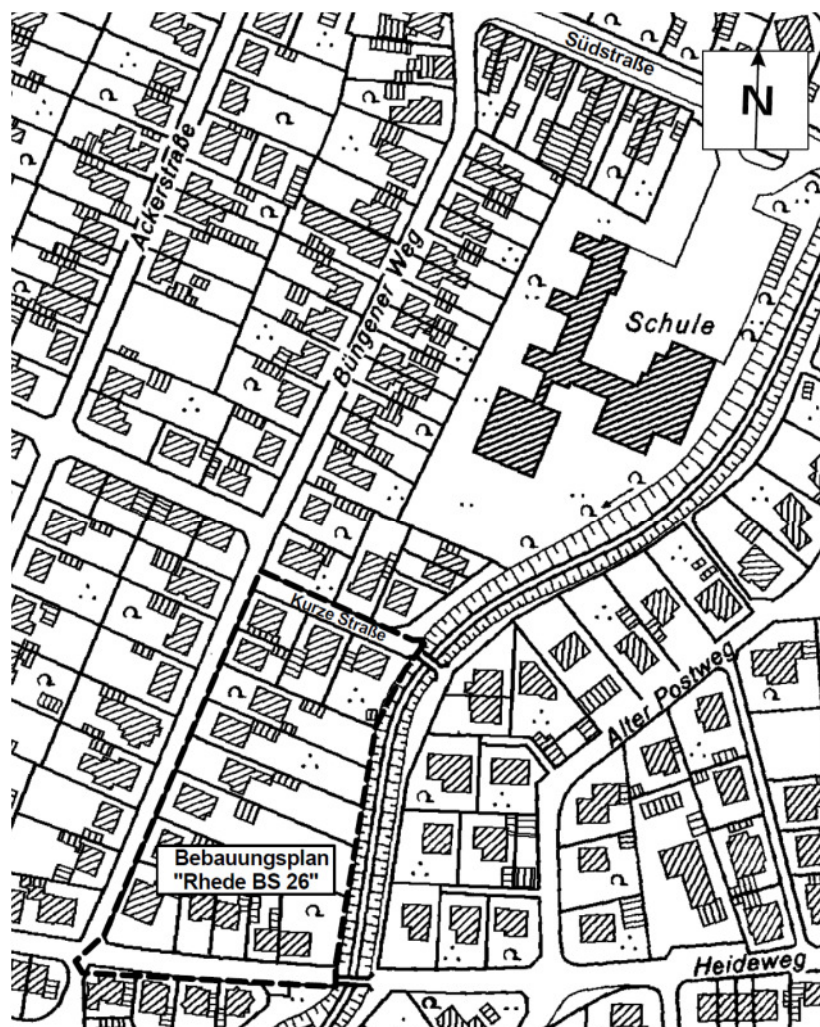 Südstraße
N
Ackerstraße
Büngener Weg
Schule
Kurze Straße
Alter Postweg
Bebauungsplan
"Rhede BS 26"
Heideweg